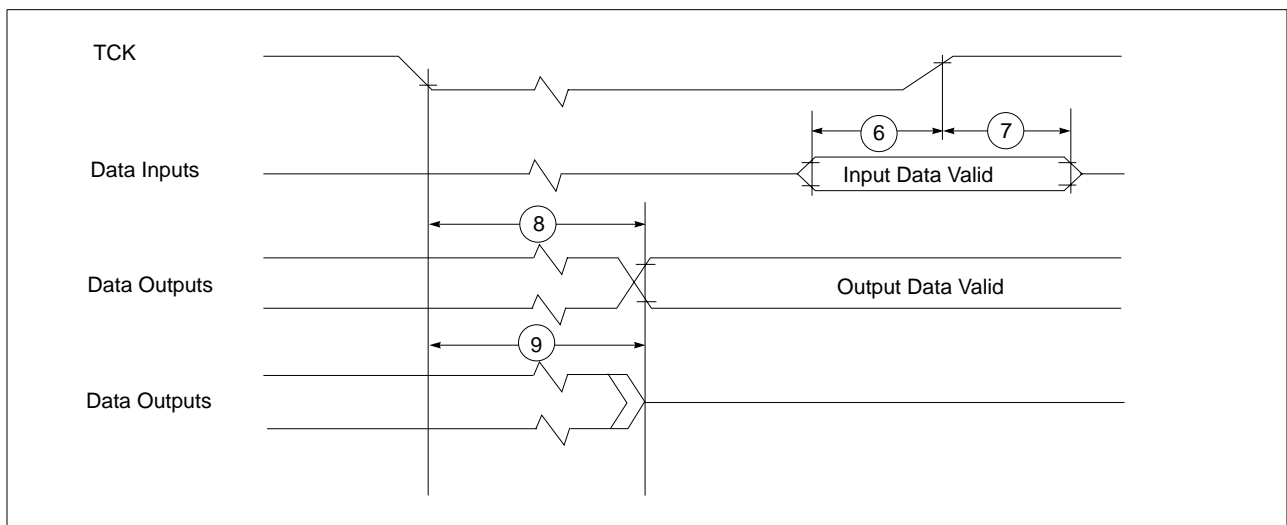 TCK
6
7
Data Inputs
Input Data Valid
8
Data Outputs
Output Data Valid
9
Data Outputs